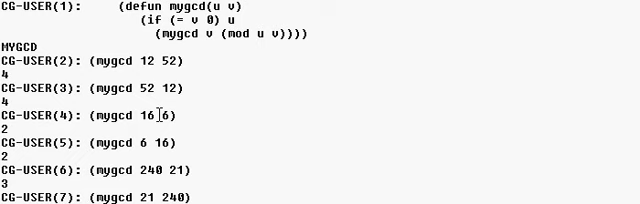 CG-USER(1): (defun mygcd(u v)
(if (= v 0) u
(mygcd v (mod u v))))
MYGCD
CG-USER(2): (mygcd 12 52)
4
CG-USER(3): (mygcd 52 12)
4
CG-USER(4): (mygcd 16 6)
2
CG-USER(5): (mygcd 6 16)
2
CG-USER(6): (mygcd 240 21)
3
CG-USER(7): (mygcd 21 240)